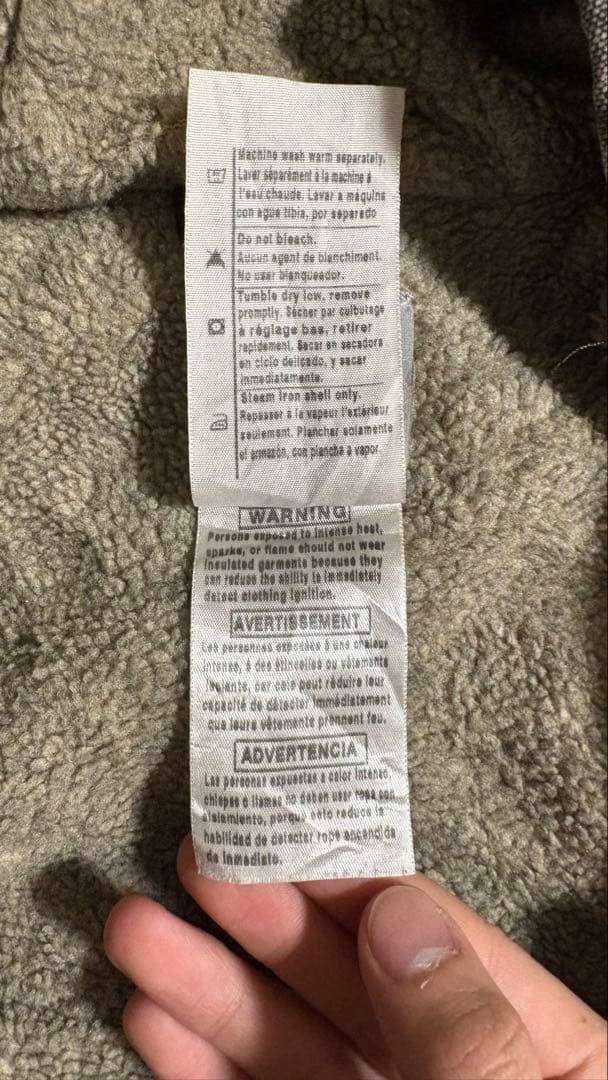 Machine wash warm separately.
Laver séparément à la machine à
l'eau chaude. Lavar a máquina
con agua tibia, por separado
Do not bleach.
Aucun agent de blanchiment.
No usar blanqueador.
Tumble dry low, remove
promptly. Sécher par culbutage
à réglage bas, retirer
rapidement. Secar en secadora
en ciclo delicado, y sacar
inmediatamente.
Steam iron shell only.
Repasser à la vapeur l'extérieur
seulement. Planchar solamente
el armazón, con plancha a vapor
WARNING
Persons exposed to intense heat,
sparks, or flame should not wear
insulated garments because they
can reduce the ability to immediately
detect clothing ignition.
AVERTISSEMENT
Les personnes exposées à une chaleur
intense, à des étincelles ou vêtements
isolants, car cela peut réduire leur
capacité de détecter immédiatement
que leurs vêtements prennent feu.
ADVERTENCIA
Las personas expuestas a calor intenso,
chispas o llamas no deben usar ropa con
aislamiento, porque esto reduce la
habilidad de detectar ropa encendida
de inmediato.